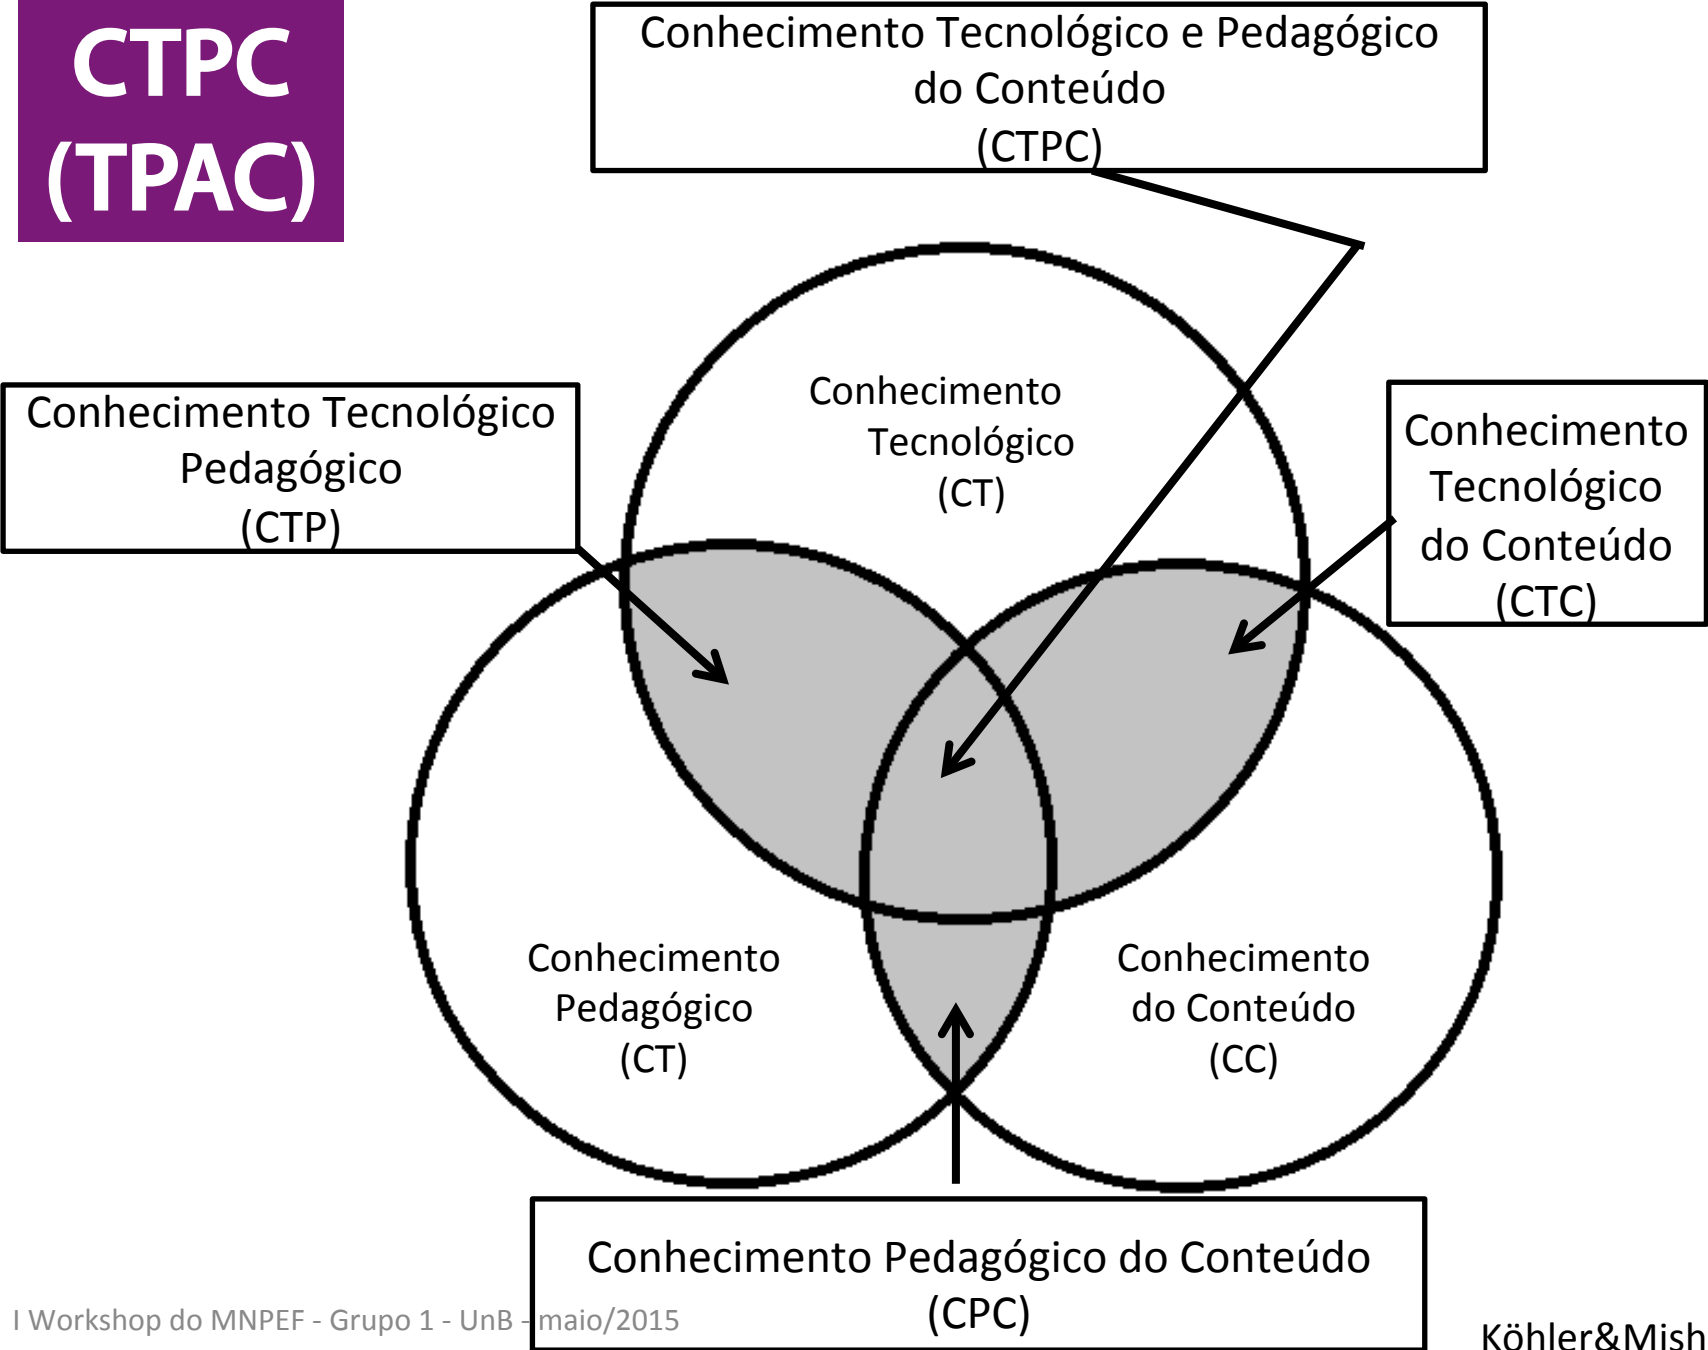 CTPC
(TPAC)
Conhecimento Tecnológico e Pedagógico
do Conteúdo
(CTPC)
Conhecimento Tecnológico
Pedagógico
(CTP)
Conhecimento
Tecnológico
(CT)
Conhecimento
Tecnológico
do Conteúdo
(CTC)
Conhecimento
Pedagógico
(CT)
Conhecimento
do Conteúdo
(CC)
Conhecimento Pedagógico do Conteúdo
(CPC)
I Workshop do MNPEF - Grupo 1 - UnB - maio/2015
Köhler&Mish